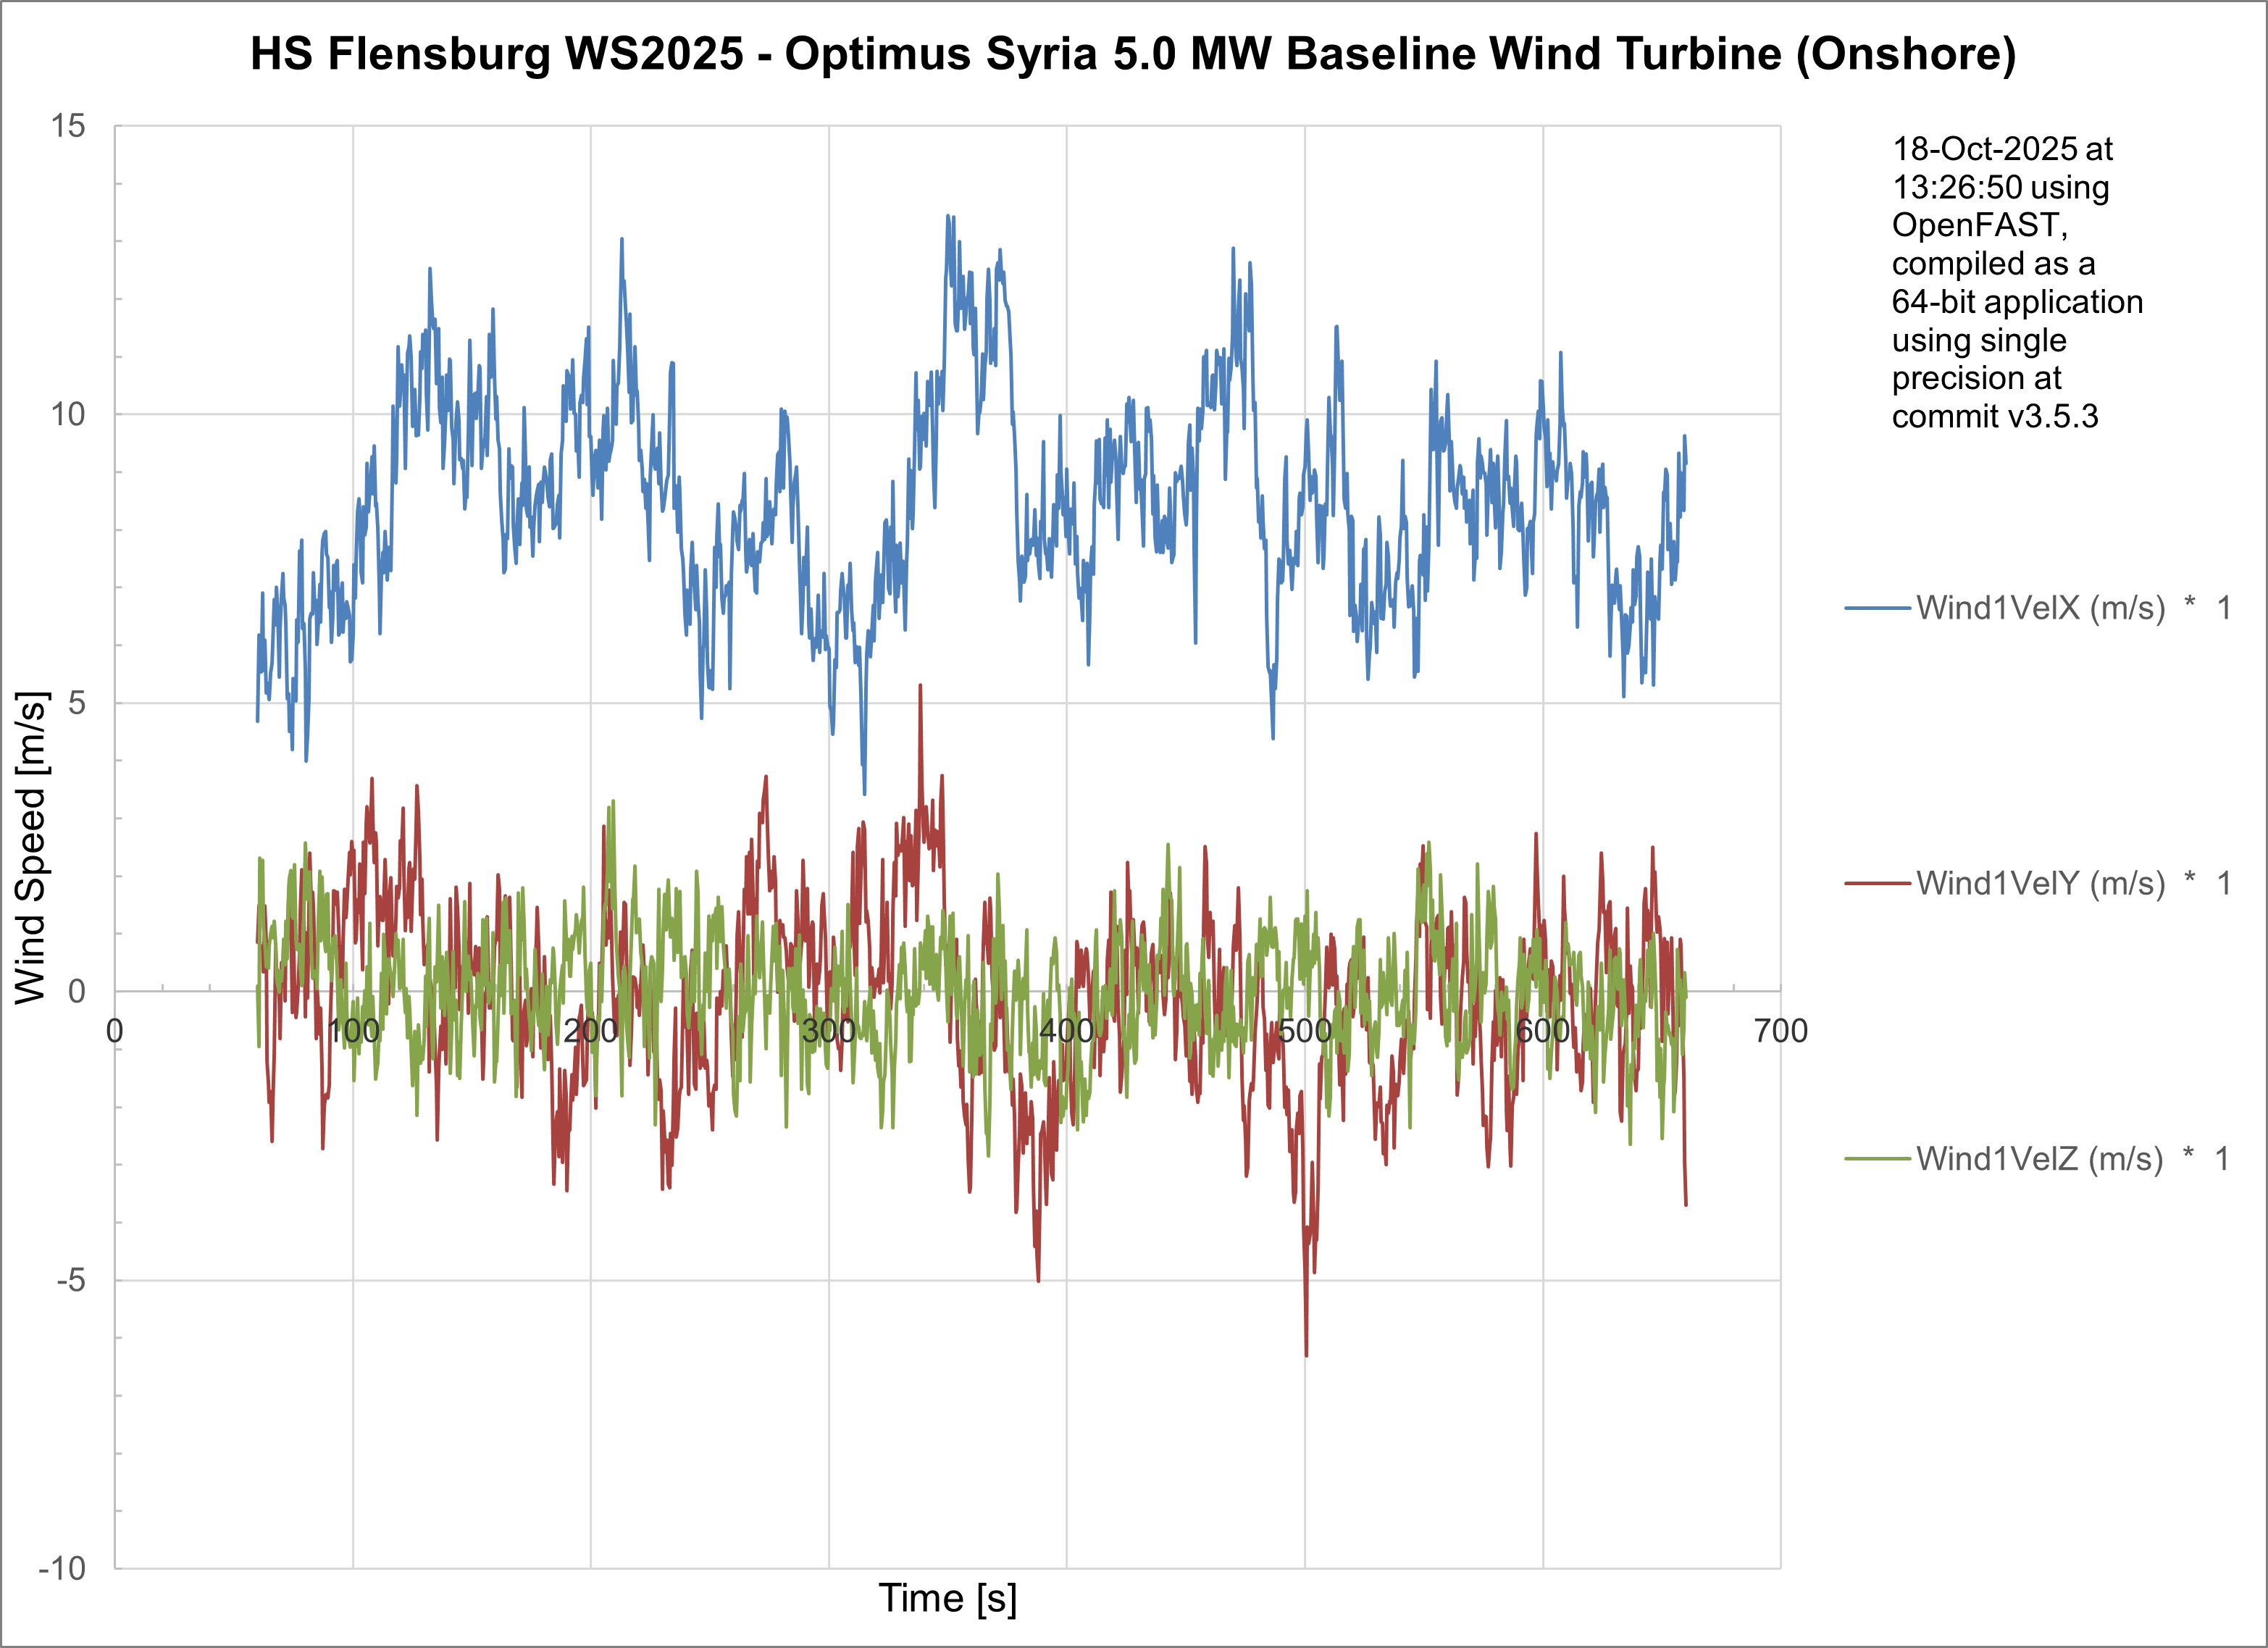 HS Flensburg WS2025 - Optimus Syria 5.0 MW Baseline Wind Turbine (Onshore)
18-Oct-2025 at
13:26:50 using
OpenFAST,
compiled as a
64-bit application
using single
precision at
commit v3.5.3
15
10
5
0
-5
-10
Wind Speed [m/s]
0 100 200 300 400 500 600 700
Time [s]
Wind1VelX (m/s) * 1
Wind1VelY (m/s) * 1
Wind1VelZ (m/s) * 1